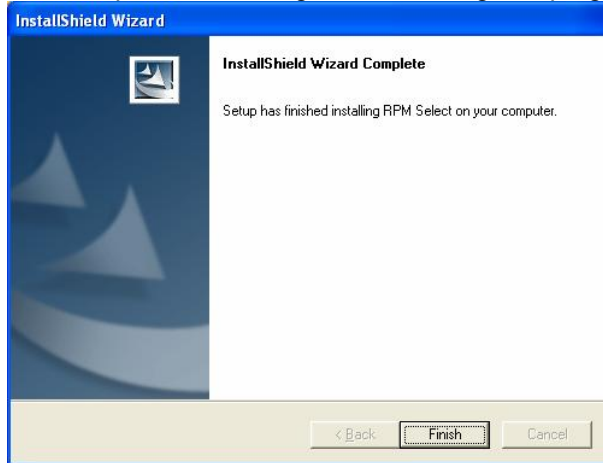 InstallShield Wizard
InstallShield Wizard Complete
Setup has finished installing RPM Select on your computer.
< Back
Finish
Cancel